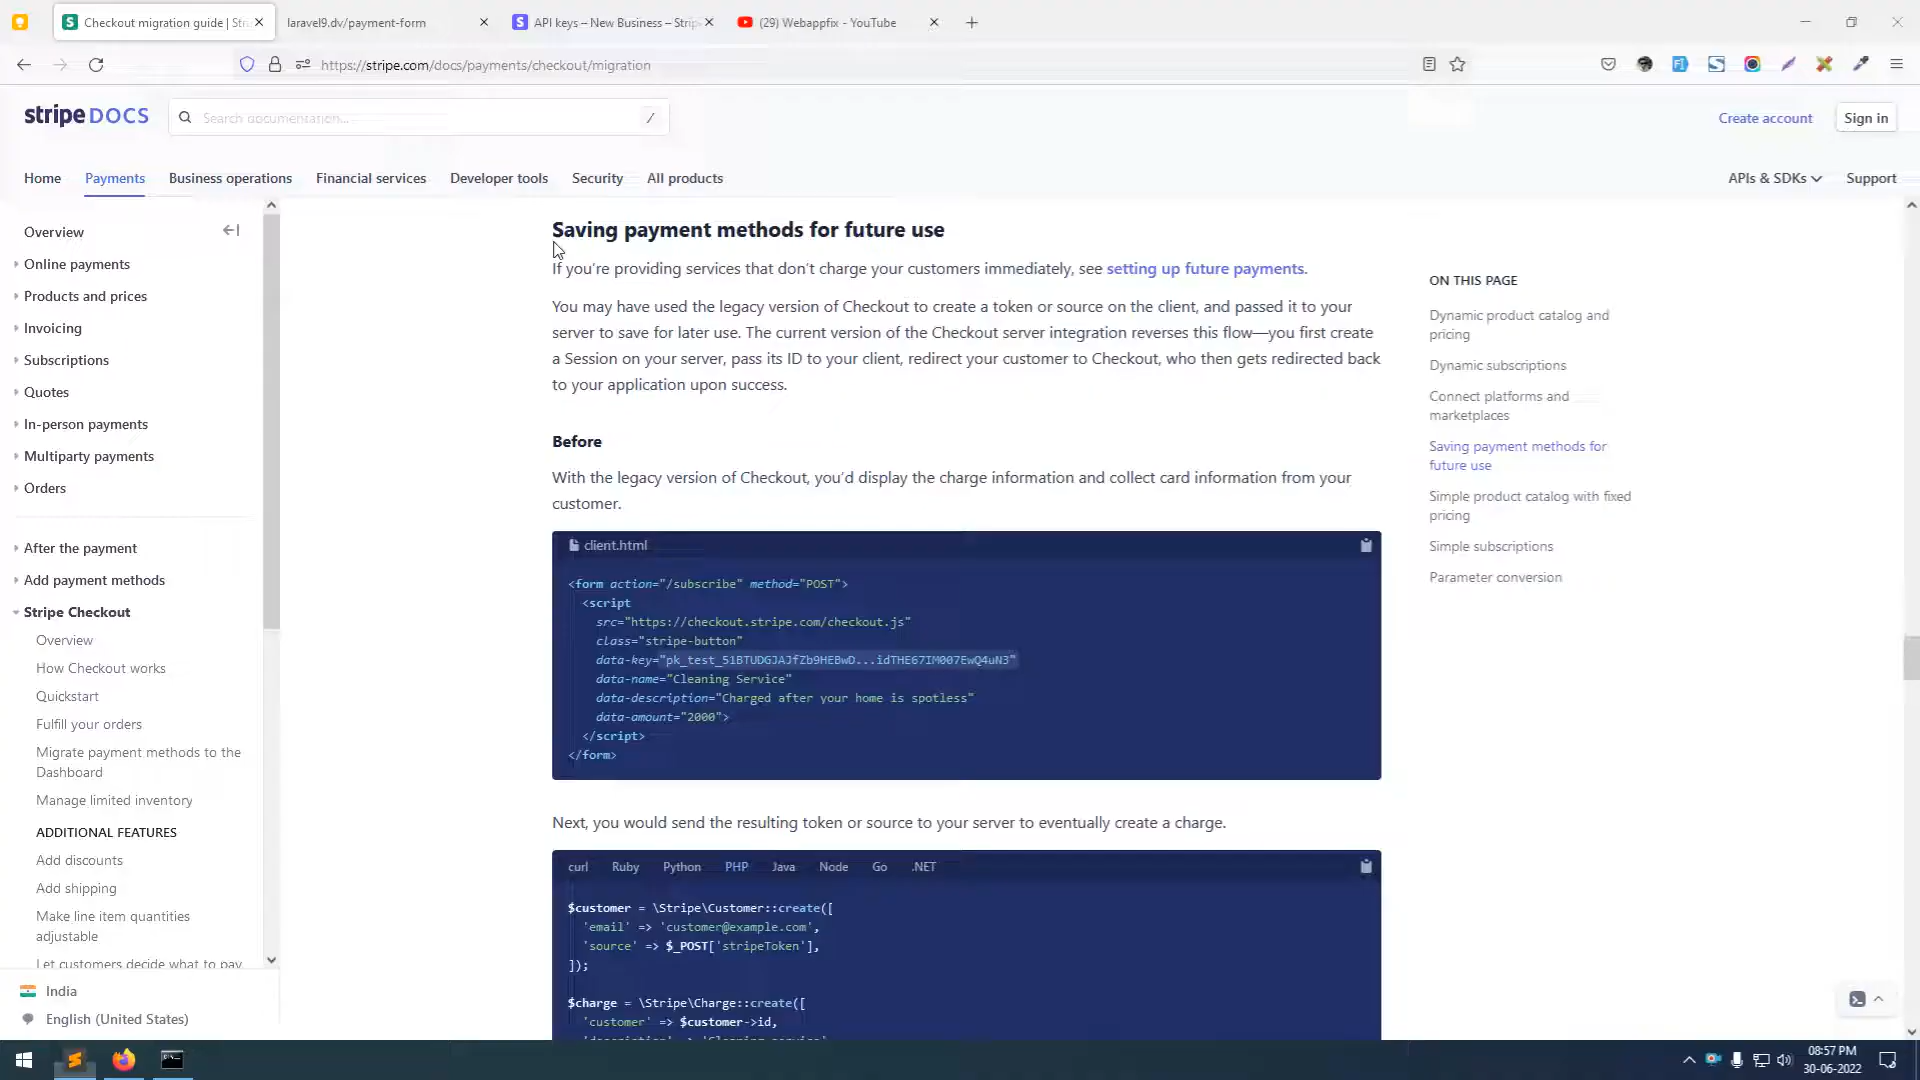 Checkout migration guide | Str
laravel9.dv/payment-form
API keys – New Business – Strip
(29) Webappfix - YouTube
https://stripe.com/docs/payments/checkout/migration
stripe DOCS
Search documentation...
/
Create account
Sign in
Home
Payments
Business operations
Financial services
Developer tools
Security
All products
APIs & SDKs
Support
Overview
Online payments
Products and prices
Invoicing
Subscriptions
Quotes
In-person payments
Multiparty payments
Orders
After the payment
Add payment methods
Stripe Checkout
Overview
How Checkout works
Quickstart
Fulfill your orders
Migrate payment methods to the
Dashboard
Manage limited inventory
ADDITIONAL FEATURES
Add discounts
Add shipping
Make line item quantities
adjustable
Let customers decide what to pay
India
English (United States)
Saving payment methods for future use
If you’re providing services that don’t charge your customers immediately, see setting up future payments.
You may have used the legacy version of Checkout to create a token or source on the client, and passed it to your
server to save for later use. The current version of the Checkout server integration reverses this flow—you first create
a Session on your server, pass its ID to your client, redirect your customer to Checkout, who then gets redirected back
to your application upon success.
Before
With the legacy version of Checkout, you’d display the charge information and collect card information from your
customer.
client.html
<form action="/subscribe" method="POST">
<script
src="https://checkout.stripe.com/checkout.js"
class="stripe-button"
data-key="pk_test_51BTUDGJAJfZb9HEBwD...idTHE67IM007EwQ4uN3"
data-name="Cleaning Service"
data-description="Charged after your home is spotless"
data-amount="2000">
</script>
</form>
Next, you would send the resulting token or source to your server to eventually create a charge.
curl Ruby Python PHP Java Node Go .NET
$customer = \Stripe\Customer::create([
'email' => 'customer@example.com',
'source' => $_POST['stripeToken'],
]);
$charge = \Stripe\Charge::create([
'customer' => $customer->id,
ON THIS PAGE
Dynamic product catalog and
pricing
Dynamic subscriptions
Connect platforms and
marketplaces
Saving payment methods for
future use
Simple product catalog with fixed
pricing
Simple subscriptions
Parameter conversion
08:57 PM
30-06-2022